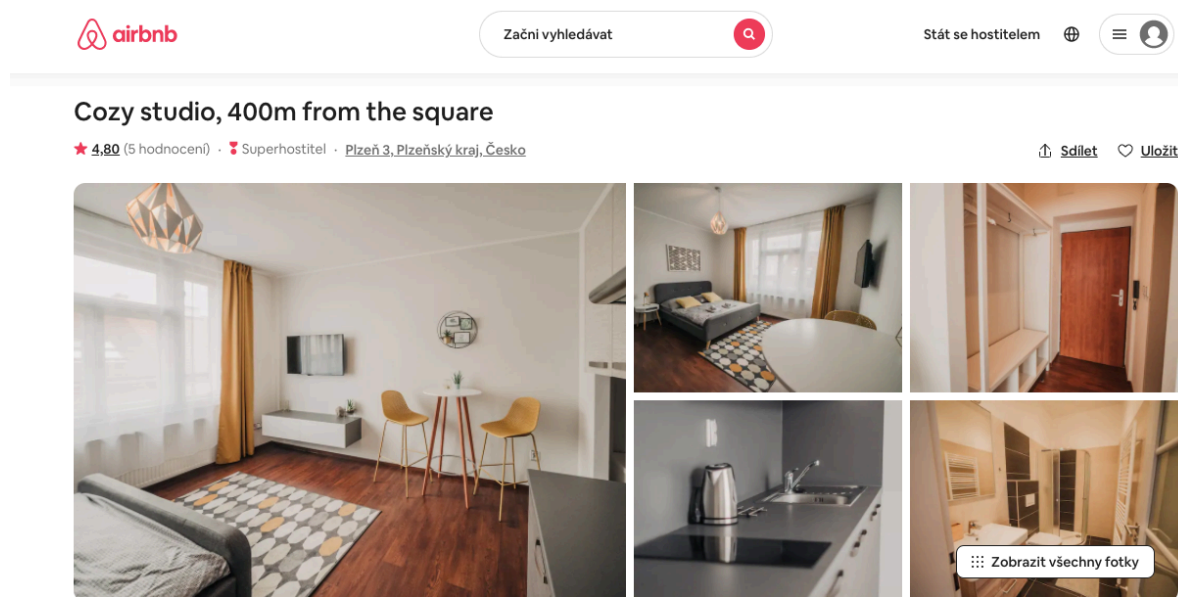 airbnb
Začni vyhledávat
Stát se hostitelem
Cozy studio, 400m from the square
4,80 (5 hodnocení) · Superhostitel · Plzeň 3, Plzeňský kraj, Česko
Sdílet Uložit
Zobrazit všechny fotky